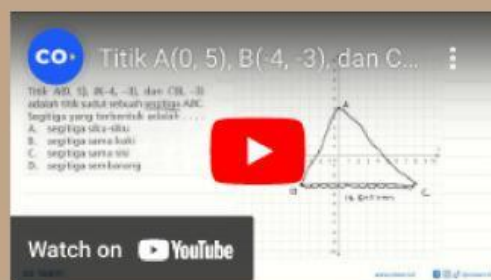 CO
Titik A(0, 5), B(-4, -3), dan C...
Titik A(0, 5), B(-4, -3), dan C(8, -3)
adalah titik sudut sebuah segitiga ABC.
Segitiga yang terbentuk adalah ....
A. segitiga siku-siku
B. segitiga sama kaki
C. segitiga sama sisi
D. segitiga sembarang
A
B
C
Watch on YouTube